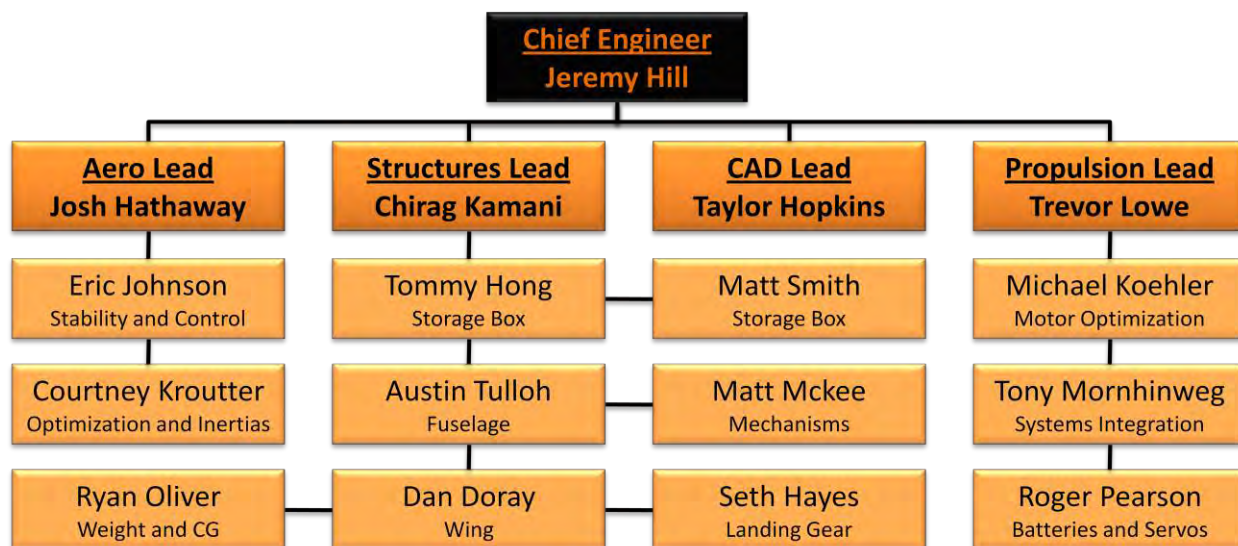 Chief Engineer
Jeremy Hill
Aero Lead
Josh Hathaway
Structures Lead
Chirag Kamani
CAD Lead
Taylor Hopkins
Propulsion Lead
Trevor Lowe
Eric Johnson
Stability and Control
Tommy Hong
Storage Box
Matt Smith
Storage Box
Michael Koehler
Motor Optimization
Courtney Kroutter
Optimization and Inertias
Austin Tulloh
Fuselage
Matt Mckee
Mechanisms
Tony Mornhinweg
Systems Integration
Ryan Oliver
Weight and CG
Dan Doray
Wing
Seth Hayes
Landing Gear
Roger Pearson
Batteries and Servos